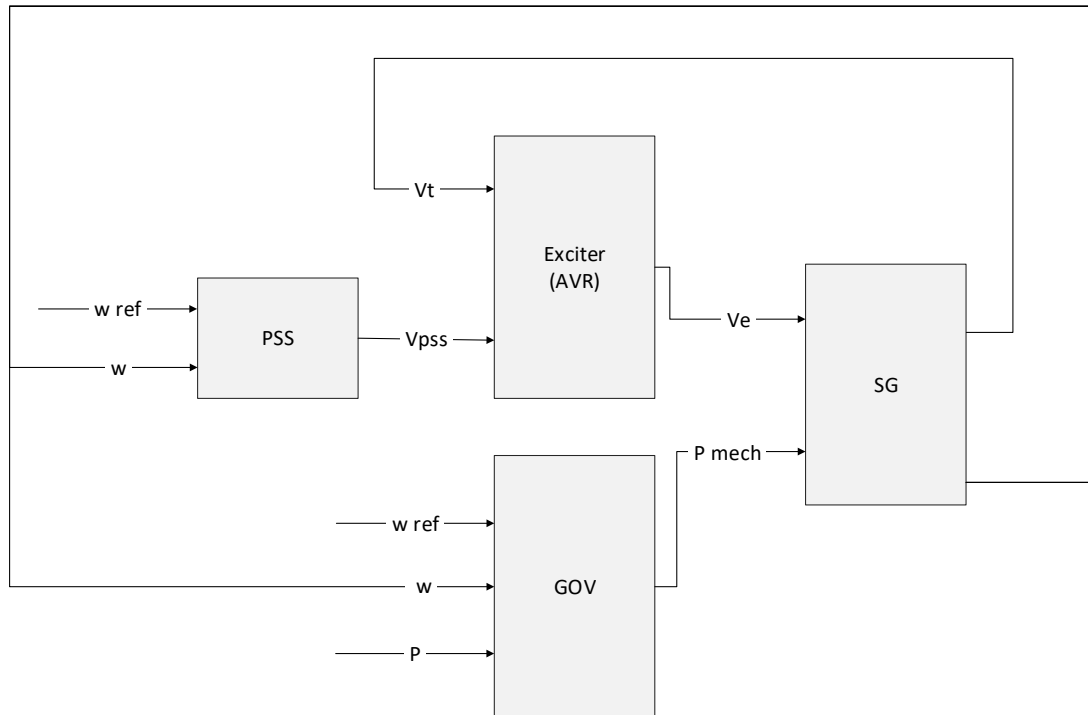 Vt
Exciter
(AVR)
w ref
PSS
Vpss
Ve
w
SG
P mech
w ref
w
GOV
P